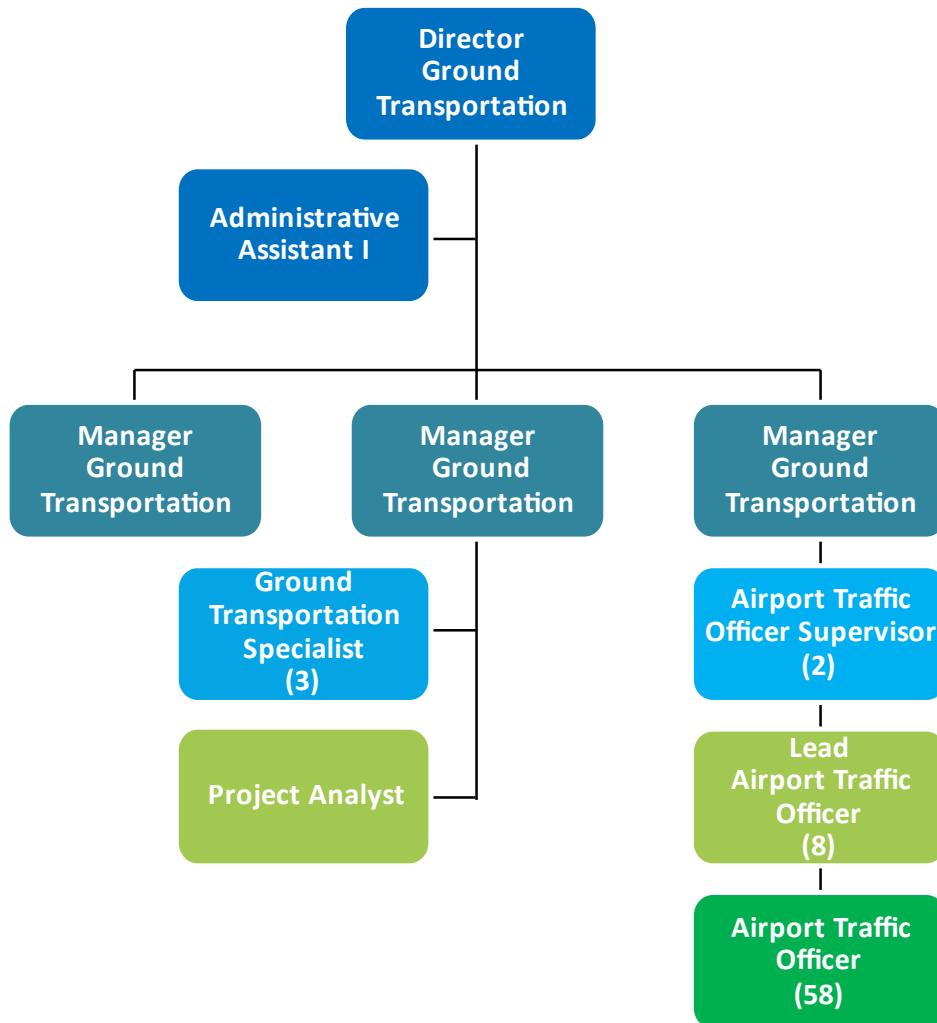 Director
Ground
Transportation
Administrative
Assistant I
Manager
Ground
Transportation
Manager
Ground
Transportation
Manager
Ground
Transportation
Ground
Transportation
Specialist
(3)
Project Analyst
Airport Traffic
Officer Supervisor
(2)
Lead
Airport Traffic
Officer
(8)
Airport Traffic
Officer
(58)